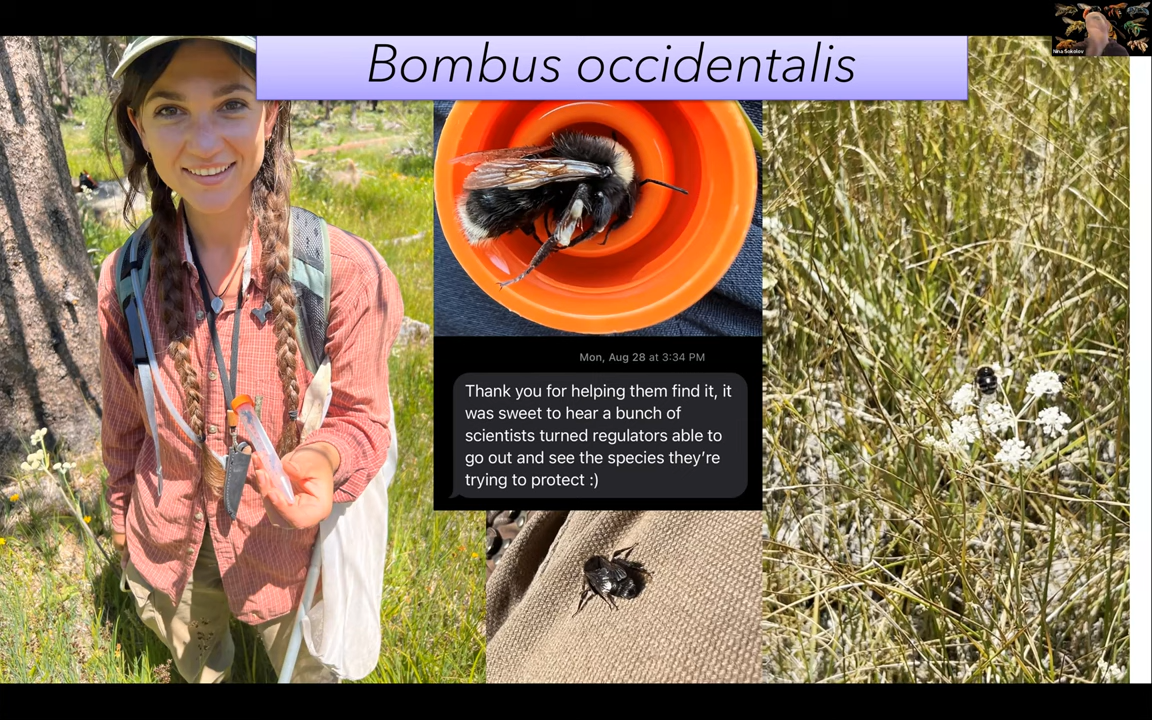 Bombus occidentalis
Nina Sokolov
Mon, Aug 28 at 3:34 PM
Thank you for helping them find it, it
was sweet to hear a bunch of
scientists turned regulators able to
go out and see the species they’re
trying to protect :)